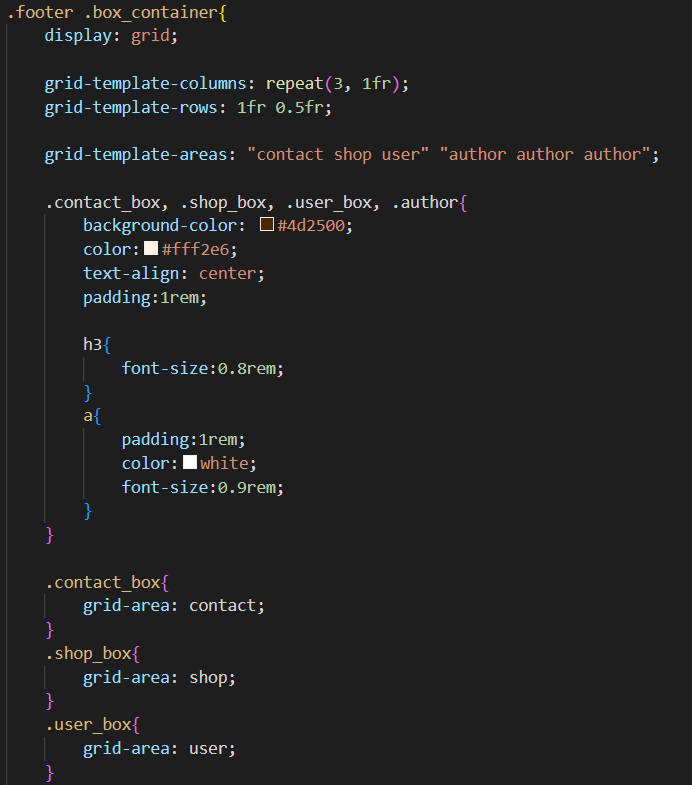 .footer .box_container{
display: grid;
grid-template-columns: repeat(3, 1fr);
grid-template-rows: 1fr 0.5fr;
grid-template-areas: "contact shop user" "author author author";
.contact_box, .shop_box, .user_box, .author{
background-color: #4d2500;
color:#fff2e6;
text-align: center;
padding:1rem;
h3{
font-size:0.8rem;
}
a{
padding:1rem;
color:white;
font-size:0.9rem;
}
}
.contact_box{
grid-area: contact;
}
.shop_box{
grid-area: shop;
}
.user_box{
grid-area: user;
}